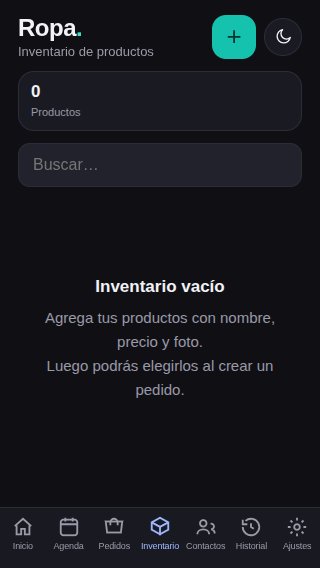 Ropa.
Inventario de productos
0
Productos
Buscar…
Inventario vacío
Agrega tus productos con nombre,
precio y foto.
Luego podrás elegirlos al crear un
pedido.
Inicio
Agenda
Pedidos
Inventario
Contactos
Historial
Ajustes